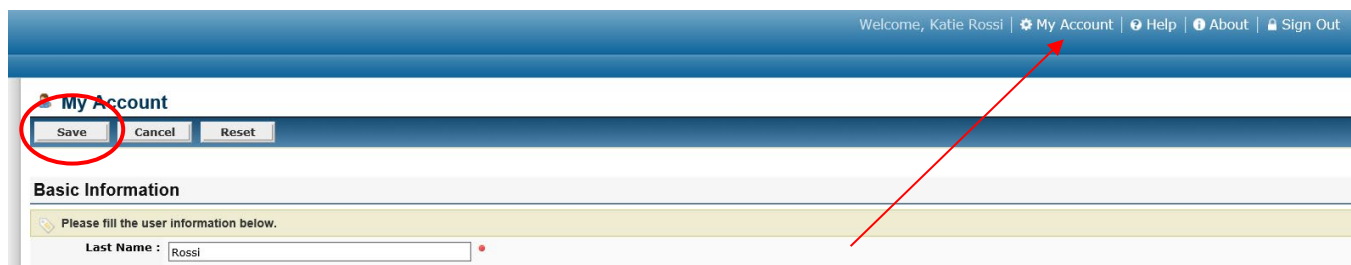 Welcome, Katie Rossi | My Account | Help | About | Sign Out
My Account
Save Cancel Reset
Basic Information
Please fill the user information below.
Last Name : Rossi